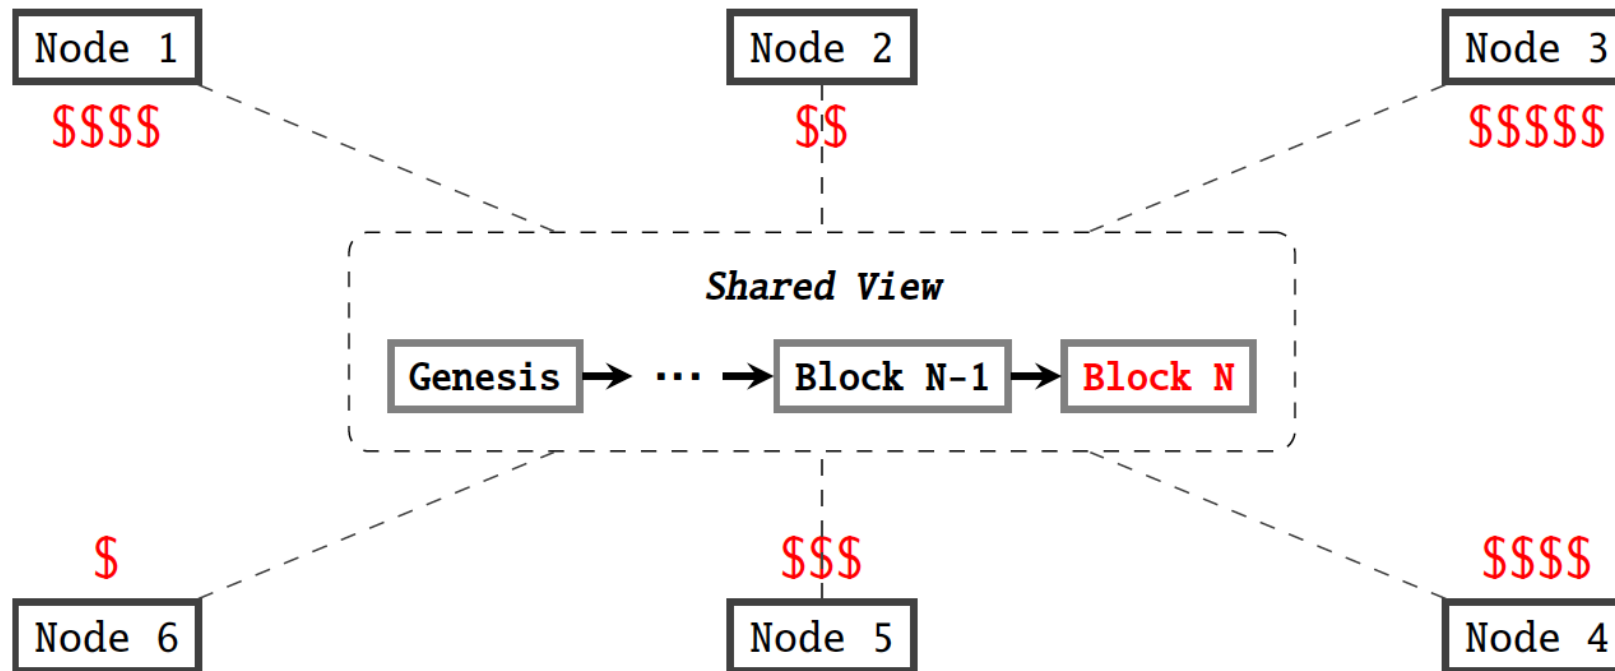 Node 1 Node 2 Node 3
$$$$ $$ $$$$$
Shared View
Genesis ... Block N-1 Block N
$ $$$ $$$$
Node 6 Node 5 Node 4